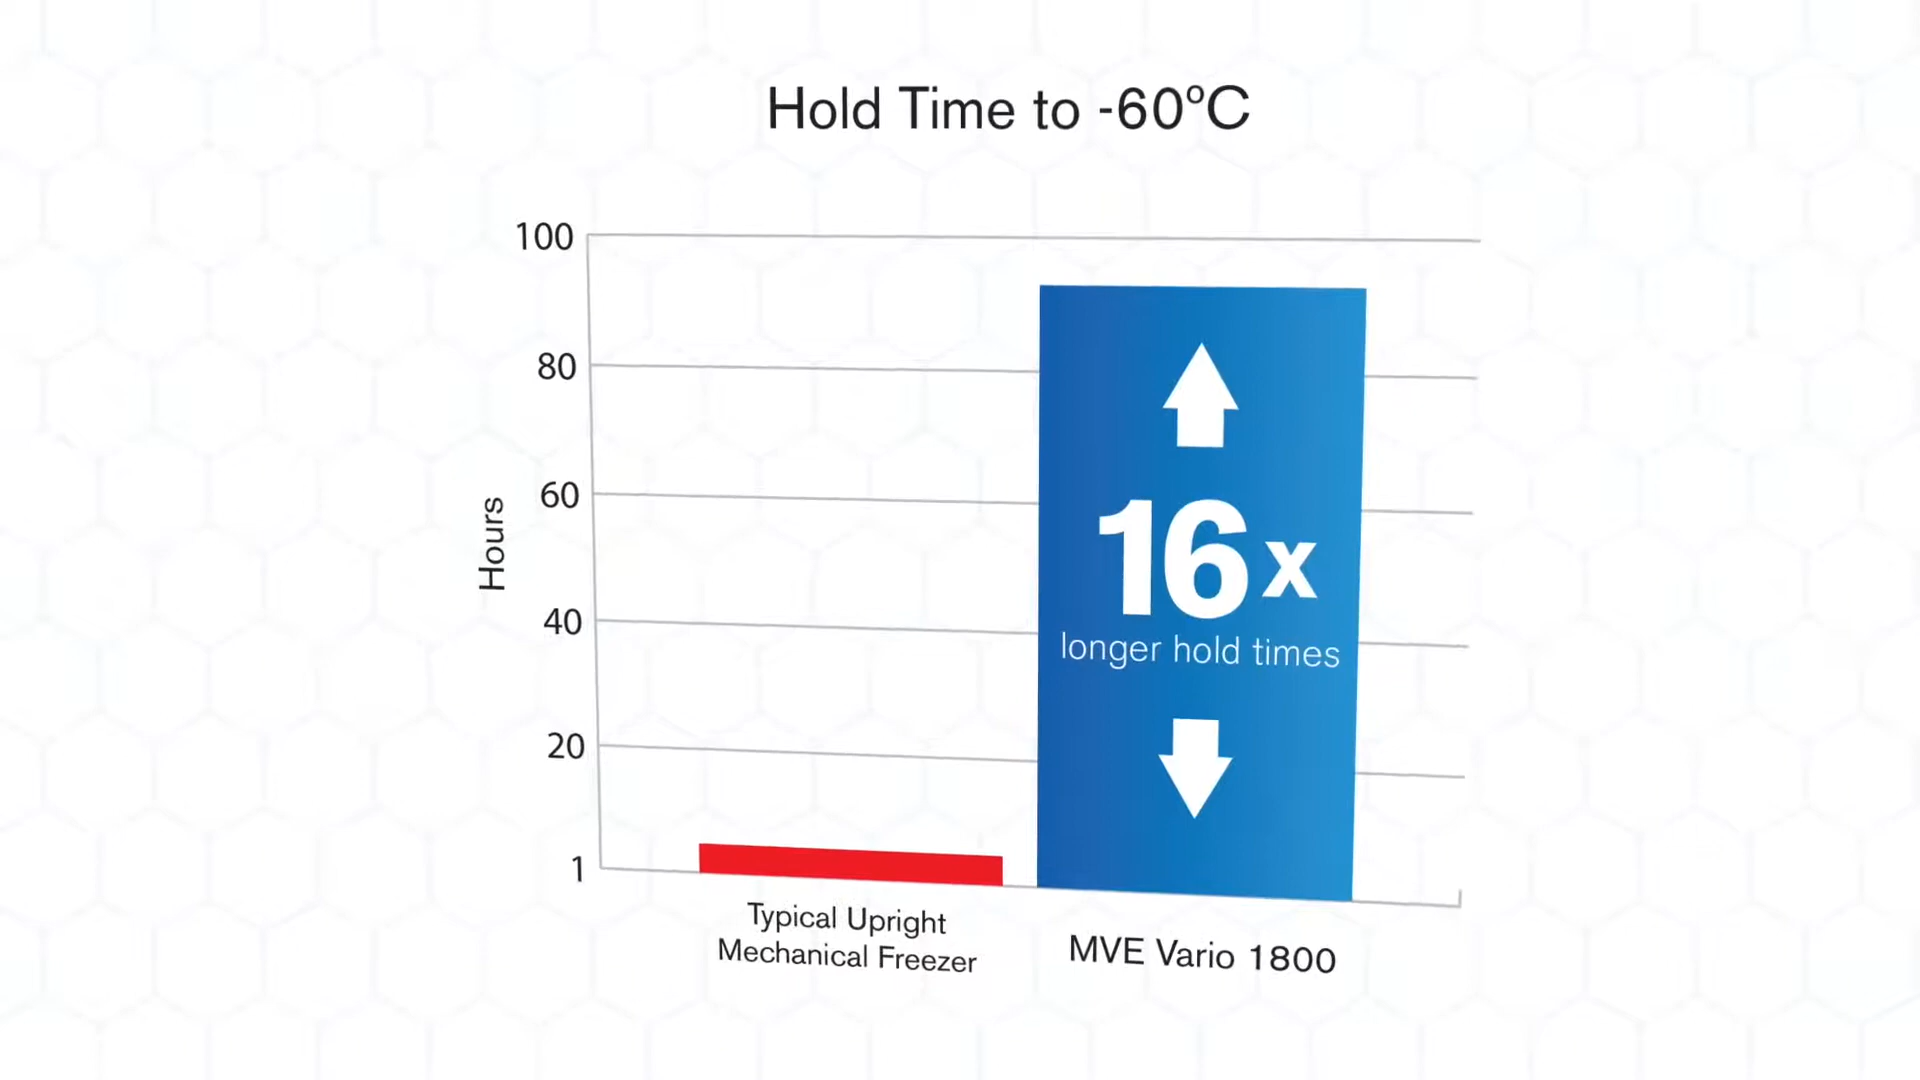 Hold Time to -60ºC
100
80
60
40
20
1
Hours
16x
longer hold times
Typical Upright
Mechanical Freezer
MVE Vario 1800